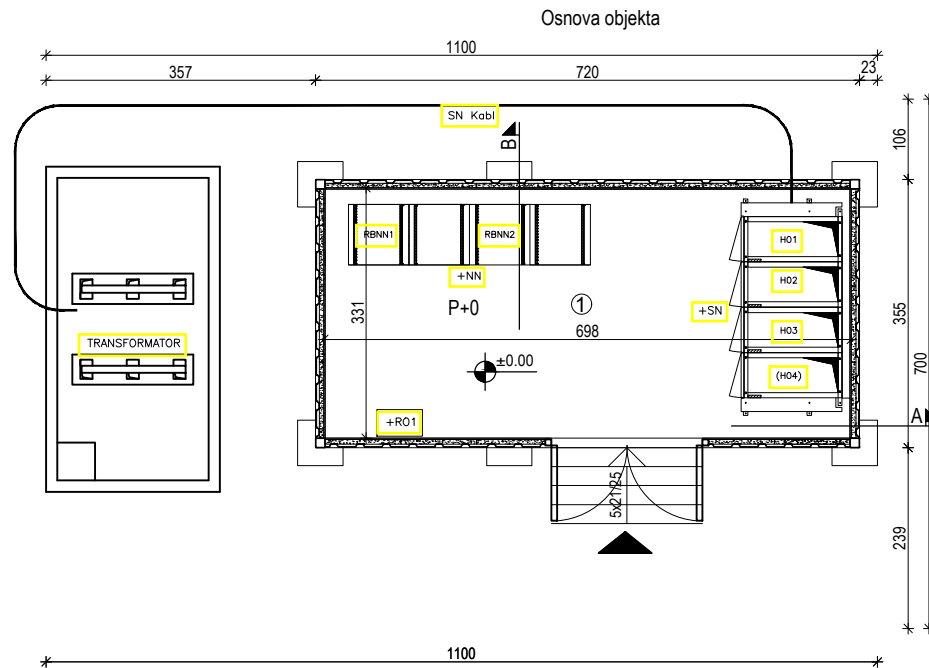 Osnova objekta
1100
357
720
23
SN Kabl
B
106
RBNN1
RBNN2
H01
H02
+NN
P+0
1
+SN
331
698
H03
355
700
TRANSFORMATOR
±0.00
(H04)
+R01
A
5x21/25
239
1100